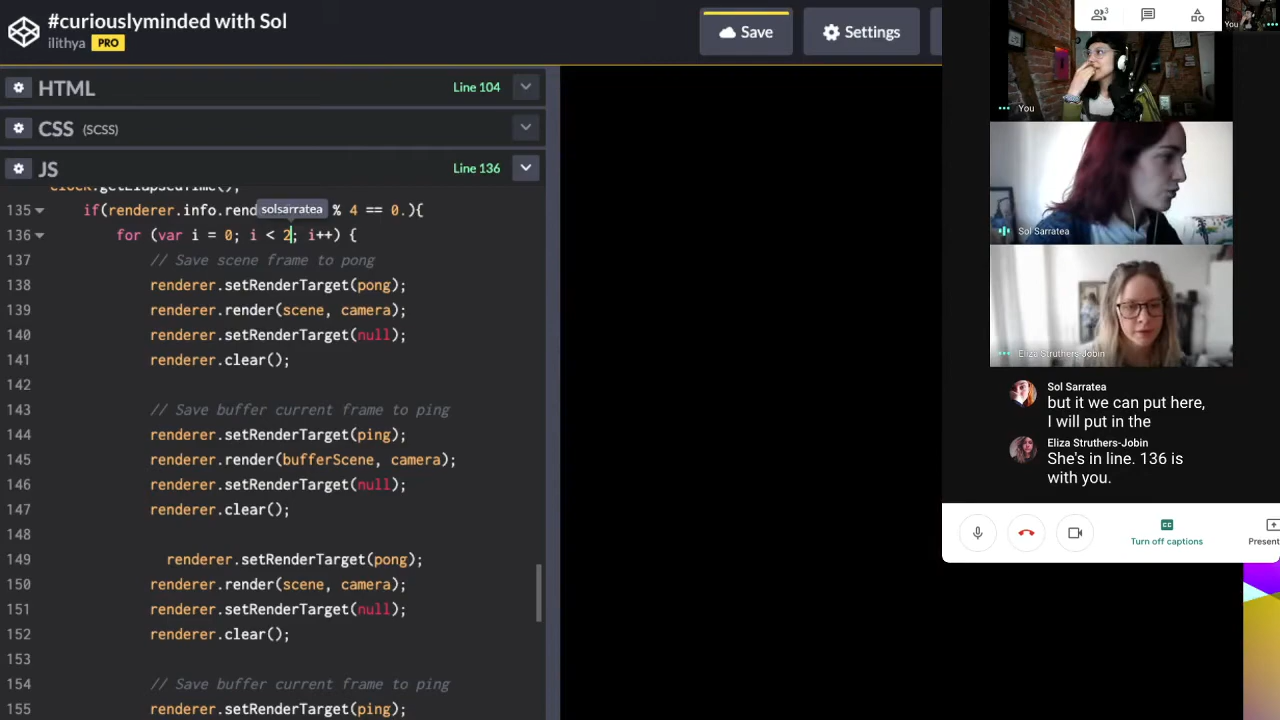 #curiouslyminded with Sol
ilithya PRO
Save
Settings
HTML
Line 104
CSS (SCSS)
JS
Line 136
clock.getElapsedTime();
135 if(renderer.info.rend % 4 == 0.){
solsarratea
136 for (var i = 0; i < 2; i++) {
137 // Save scene frame to pong
138 renderer.setRenderTarget(pong);
139 renderer.render(scene, camera);
140 renderer.setRenderTarget(null);
141 renderer.clear();
142
143 // Save buffer current frame to ping
144 renderer.setRenderTarget(ping);
145 renderer.render(bufferScene, camera);
146 renderer.setRenderTarget(null);
147 renderer.clear();
148
149 renderer.setRenderTarget(pong);
150 renderer.render(scene, camera);
151 renderer.setRenderTarget(null);
152 renderer.clear();
153
154 // Save buffer current frame to ping
155 renderer.setRenderTarget(ping);
3
You
You
Sol Sarratea
Eliza Struthers-Jobin
Sol Sarratea
but it we can put here,
I will put in the
Eliza Struthers-Jobin
She's in line. 136 is
with you.
Turn off captions
Present